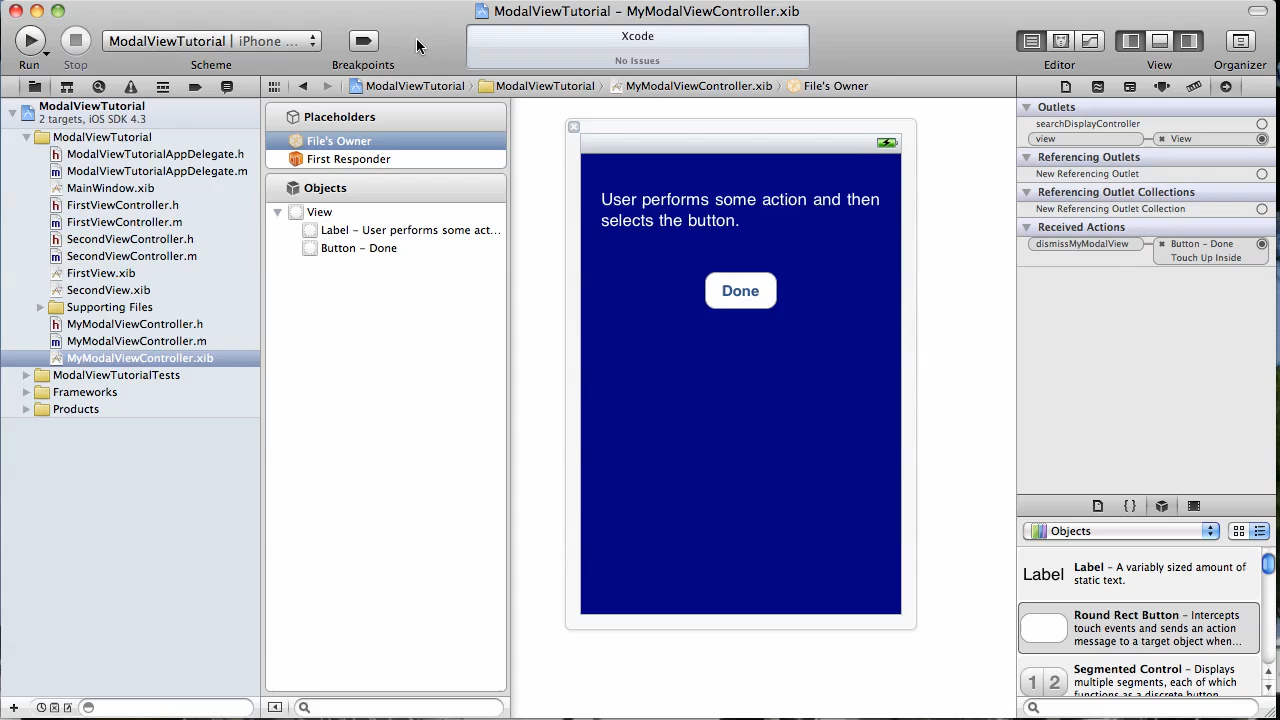 ModalViewTutorial – MyModalViewController.xib
ModalViewTutorial | iPhone ...
Xcode
No Issues
Run
Stop
Scheme
Breakpoints
Editor
View
Organizer
ModalViewTutorial
ModalViewTutorial
MyModalViewController.xib
File's Owner
ModalViewTutorial
2 targets, iOS SDK 4.3
ModalViewTutorial
ModalViewTutorialAppDelegate.h
ModalViewTutorialAppDelegate.m
MainWindow.xib
FirstViewController.h
FirstViewController.m
SecondViewController.h
SecondViewController.m
FirstView.xib
SecondView.xib
Supporting Files
MyModalViewController.h
MyModalViewController.m
MyModalViewController.xib
ModalViewTutorialTests
Frameworks
Products
Placeholders
File's Owner
First Responder
Objects
View
Label – User performs some act...
Button – Done
User performs some action and then
selects the button.
Done
Outlets
searchDisplayController
view
View
Referencing Outlets
New Referencing Outlet
Referencing Outlet Collections
New Referencing Outlet Collection
Received Actions
dismissMyModalView
Button – Done
Touch Up Inside
Objects
Label
Label – A variably sized amount of
static text.
Round Rect Button – Intercepts
touch events and sends an action
message to a target object when...
1 2
Segmented Control – Displays
multiple segments, each of which
functions as a discrete button.